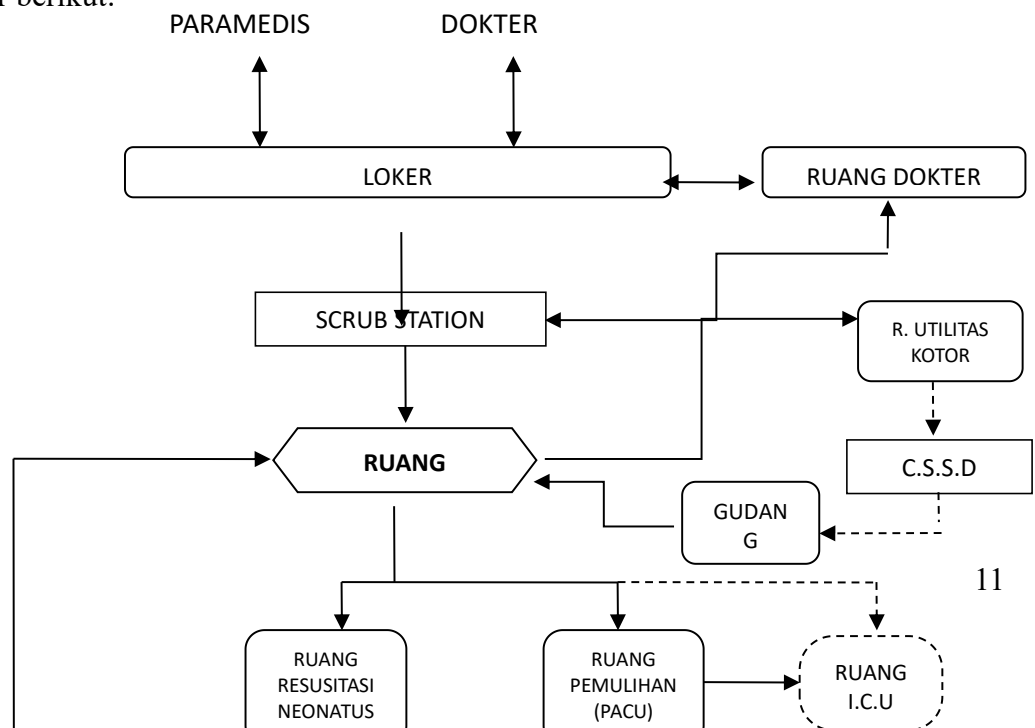 r berikut:
PARAMEDIS
DOKTER
LOKER
RUANG DOKTER
SCRUB STATION
R. UTILITAS
KOTOR
RUANG
C.S.S.D
GUDAN
G
11
RUANG
RESUSITASI
NEONATUS
RUANG
PEMULIHAN
(PACU)
RUANG
I.C.U